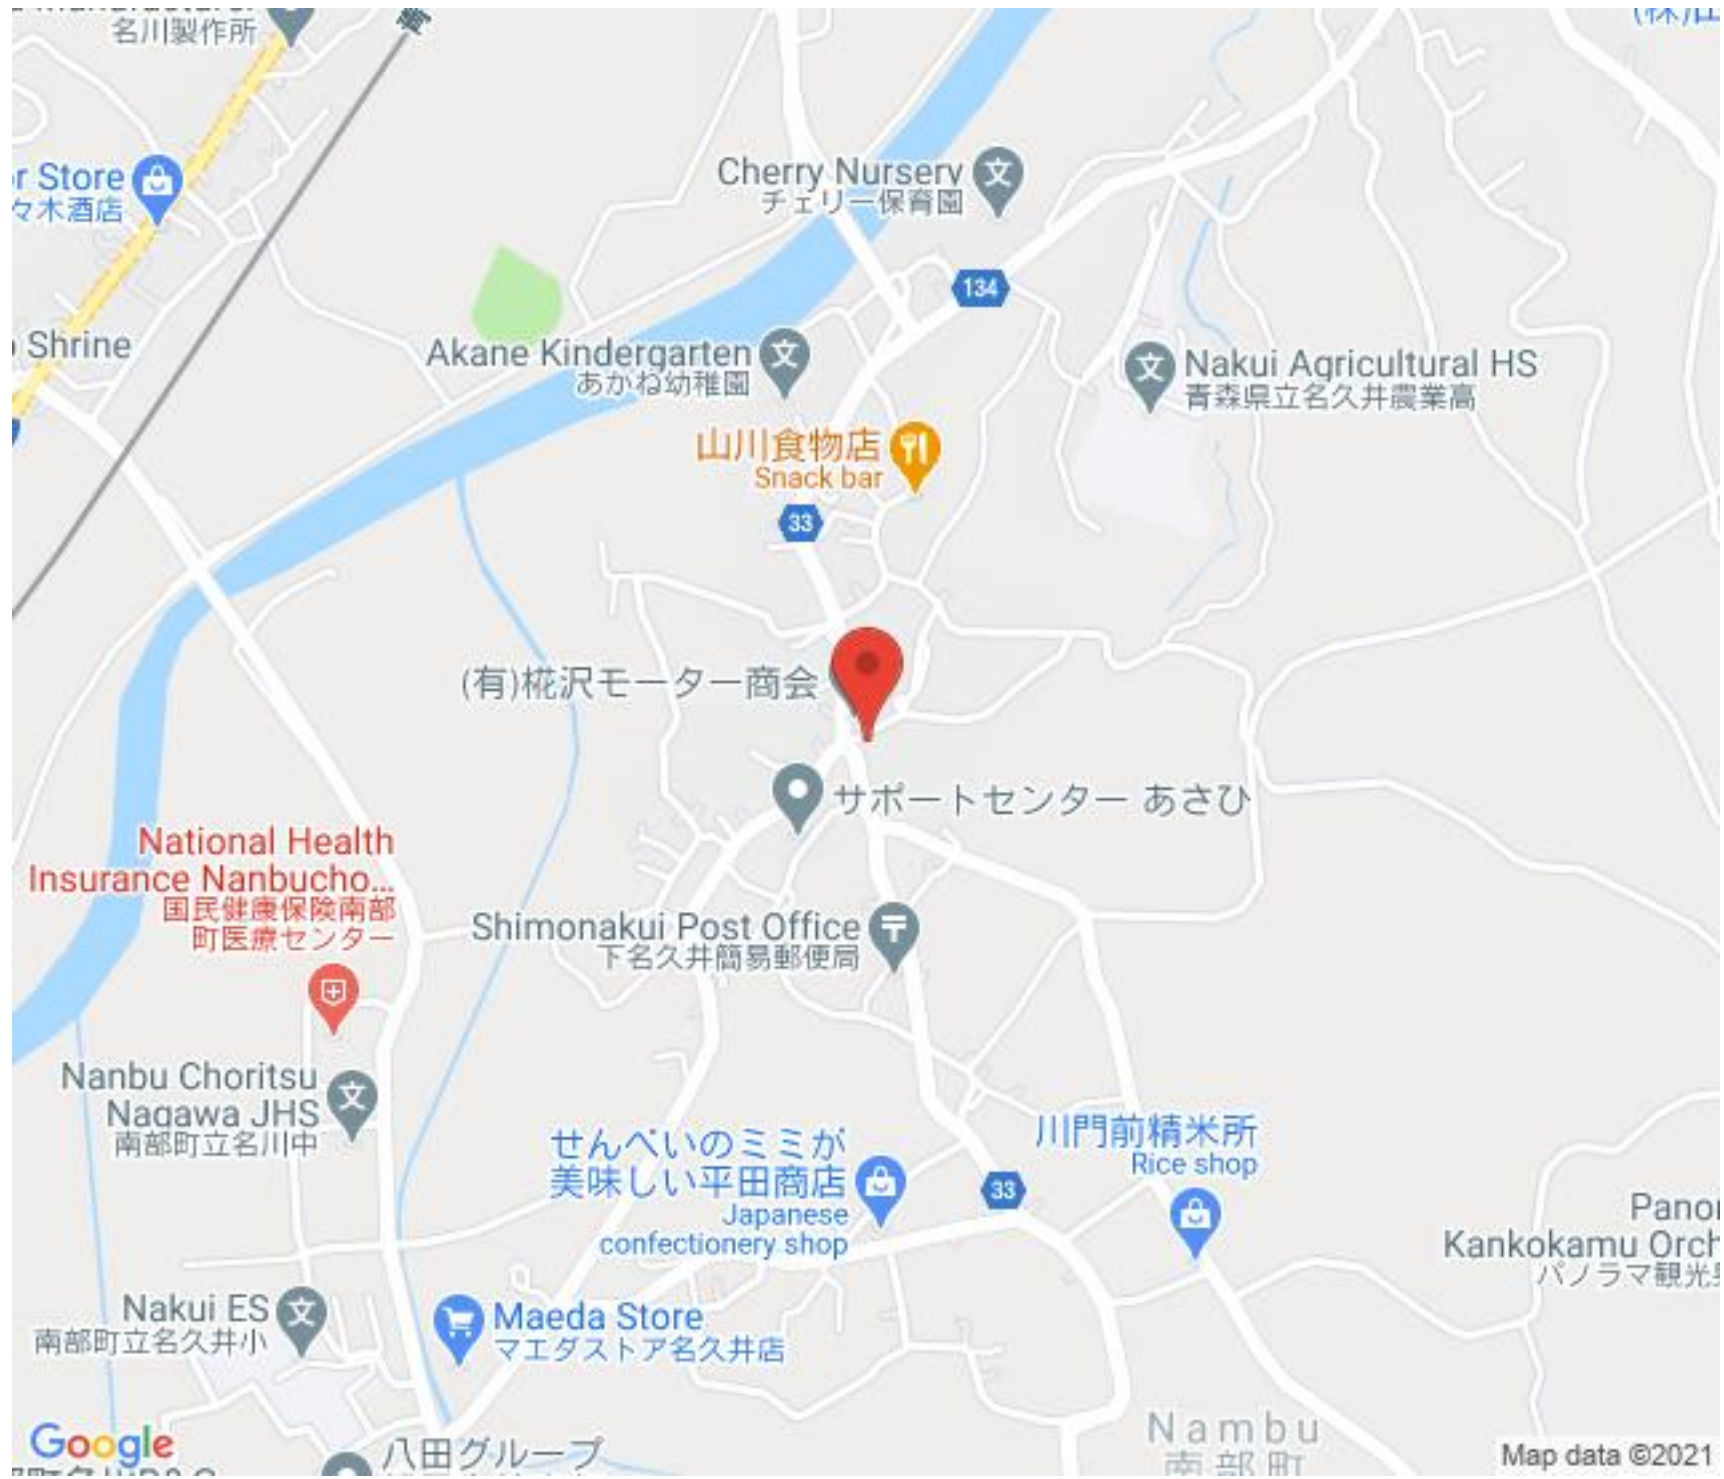 名川製作所
r Store
々木酒店
Cherry Nursery
チェリー保育園
134
Shrine
Akane Kindergarten
あかね幼稚園
Nakui Agricultural HS
青森県立名久井農業高
山川食物店
Snack bar
33
(有)椛沢モーター商会
サポートセンター あさひ
National Health
Insurance Nanbucho...
国民健康保険南部
町医療センター
Shimonakui Post Office
下名久井簡易郵便局
Nanbu Choritsu
Nagawa JHS
南部町立名川中
せんべいのミミが
美味しい平田商店
Japanese
confectionery shop
川門前精米所
Rice shop
33
Panor
Kankokamu Orch
パノラマ観光
Nakui ES
南部町立名久井小
Maeda Store
マエダストア名久井店
Nambu
南部町
Google
八田グループ
Map data ©2021